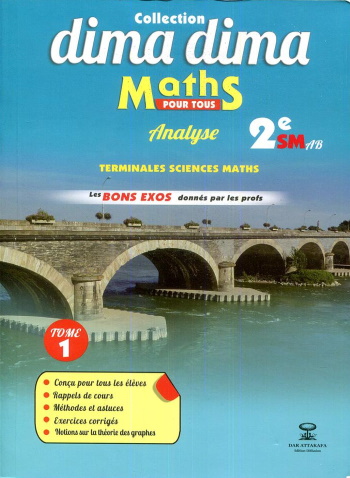 Collection
dima dima
Maths
POUR TOUS
Analyse
2e SM AB
TERMINALES SCIENCES MATHS
Les BONS EXOS donnés par les profs
TOME
1
• Conçu pour tous les élèves
• Rappels de cours
• Méthodes et astuces
• Exercices corrigés
• Notions sur la théorie des graphes
DAR ATTAKAFA
Edition Diffusion